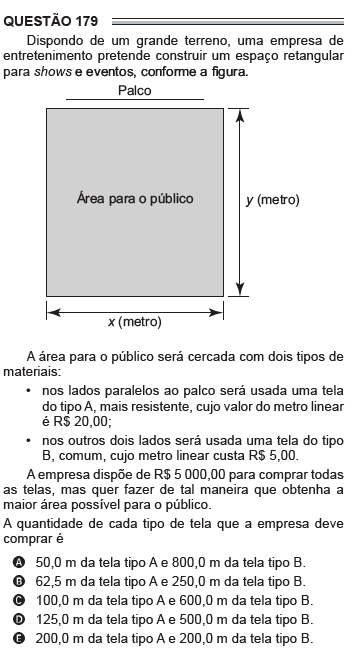 QUESTÃO 179
Dispondo de um grande terreno, uma empresa de
entretenimento pretende construir um espaço retangular
para shows e eventos, conforme a figura.
Palco
Área para o público
y (metro)
x (metro)
A área para o público será cercada com dois tipos de
materiais:
• nos lados paralelos ao palco será usada uma tela
do tipo A, mais resistente, cujo valor do metro linear
é R$ 20,00;
• nos outros dois lados será usada uma tela do tipo
B, comum, cujo metro linear custa R$ 5,00.
A empresa dispõe de R$ 5 000,00 para comprar todas
as telas, mas quer fazer de tal maneira que obtenha a
maior área possível para o público.
A quantidade de cada tipo de tela que a empresa deve
comprar é
A 50,0 m da tela tipo A e 800,0 m da tela tipo B.
B 62,5 m da tela tipo A e 250,0 m da tela tipo B.
C 100,0 m da tela tipo A e 600,0 m da tela tipo B.
D 125,0 m da tela tipo A e 500,0 m da tela tipo B.
E 200,0 m da tela tipo A e 200,0 m da tela tipo B.